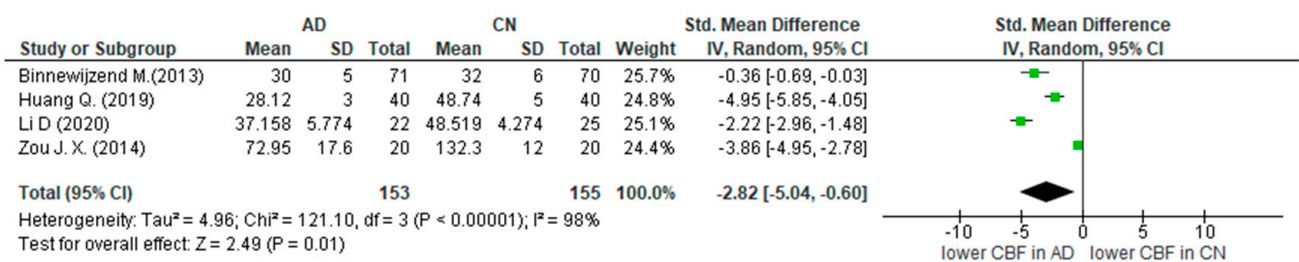 AD CN Std. Mean Difference Std. Mean Difference
Study or Subgroup Mean SD Total Mean SD Total Weight IV, Random, 95% CI IV, Random, 95% CI
Binnewijzend M.(2013) 30 5 71 32 6 70 25.7% -0.36 [-0.69, -0.03]
Huang Q. (2019) 28.12 3 40 48.74 5 40 24.8% -4.95 [-5.85, -4.05]
Li D (2020) 37.158 5.774 22 48.519 4.274 25 25.1% -2.22 [-2.96, -1.48]
Zou J. X. (2014) 72.95 17.6 20 132.3 12 20 24.4% -3.86 [-4.95, -2.78]
Total (95% CI) 153 155 100.0% -2.82 [-5.04, -0.60]
Heterogeneity: Tau² = 4.96; Chi² = 121.10, df = 3 (P < 0.00001); I² = 98%
Test for overall effect: Z = 2.49 (P = 0.01)
-10 -5 0 5 10
lower CBF in AD lower CBF in CN